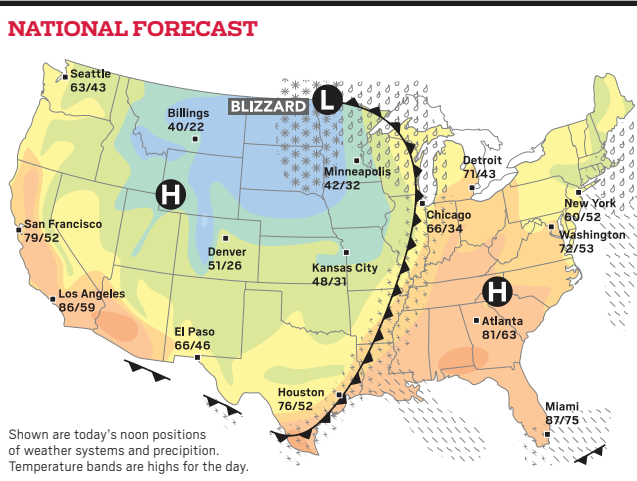 NATIONAL FORECAST
Seattle
63/43
Billings
40/22
BLIZZARD
L
Minneapolis
42/32
Detroit
71/43
H
New York
60/52
Washington
72/53
Chicago
66/34
San Francisco
79/52
Denver
51/26
Kansas City
48/31
Los Angeles
86/59
H
Atlanta
81/63
El Paso
66/46
Houston
76/52
Miami
87/75
Shown are today's noon positions
of weather systems and precipition.
Temperature bands are highs for the day.